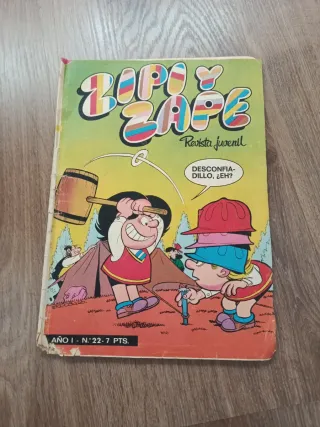 ZIPI Y
ZAPE
Revista juvenil
DESCONFIA-
DILLO, ¿EH?
AÑO I - N.º 22 - 7 PTS.